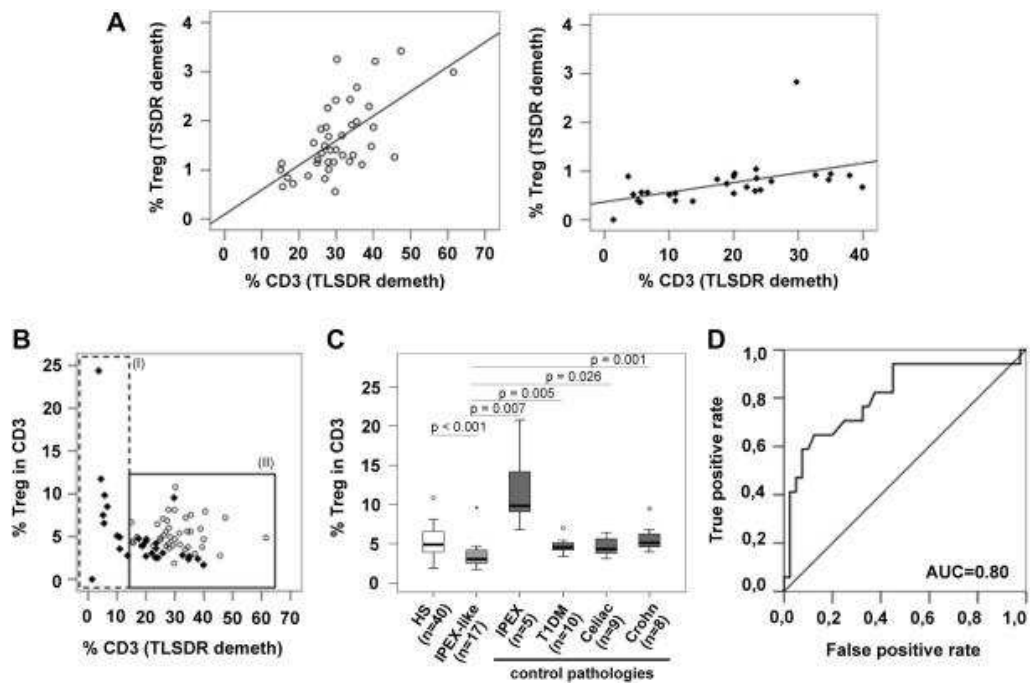 A
% Treg (TSDR demeth)
4
3
2
1
0
0 10 20 30 40 50 60 70
% CD3 (TLSDR demeth)
% Treg (TSDR demeth)
4
3
2
1
0
0 10 20 30 40
% CD3 (TLSDR demeth)
B
% Treg in CD3
25
20
15
10
5
0
(I)
(II)
0 10 20 30 40 50 60 70
% CD3 (TLSDR demeth)
C
% Treg in CD3
25
20
15
10
5
0
p = 0.001
p = 0.026
p = 0.005
p = 0.007
p < 0.001
HS (n=40)
IPEX-like (n=17)
IPEX (n=5)
T1DM (n=10)
Celiac (n=9)
Crohn (n=8)
control pathologies
D
True positive rate
1,0
0,8
0,6
0,4
0,2
0,0
AUC=0.80
0,0 0,2 0,4 0,6 0,8 1,0
False positive rate